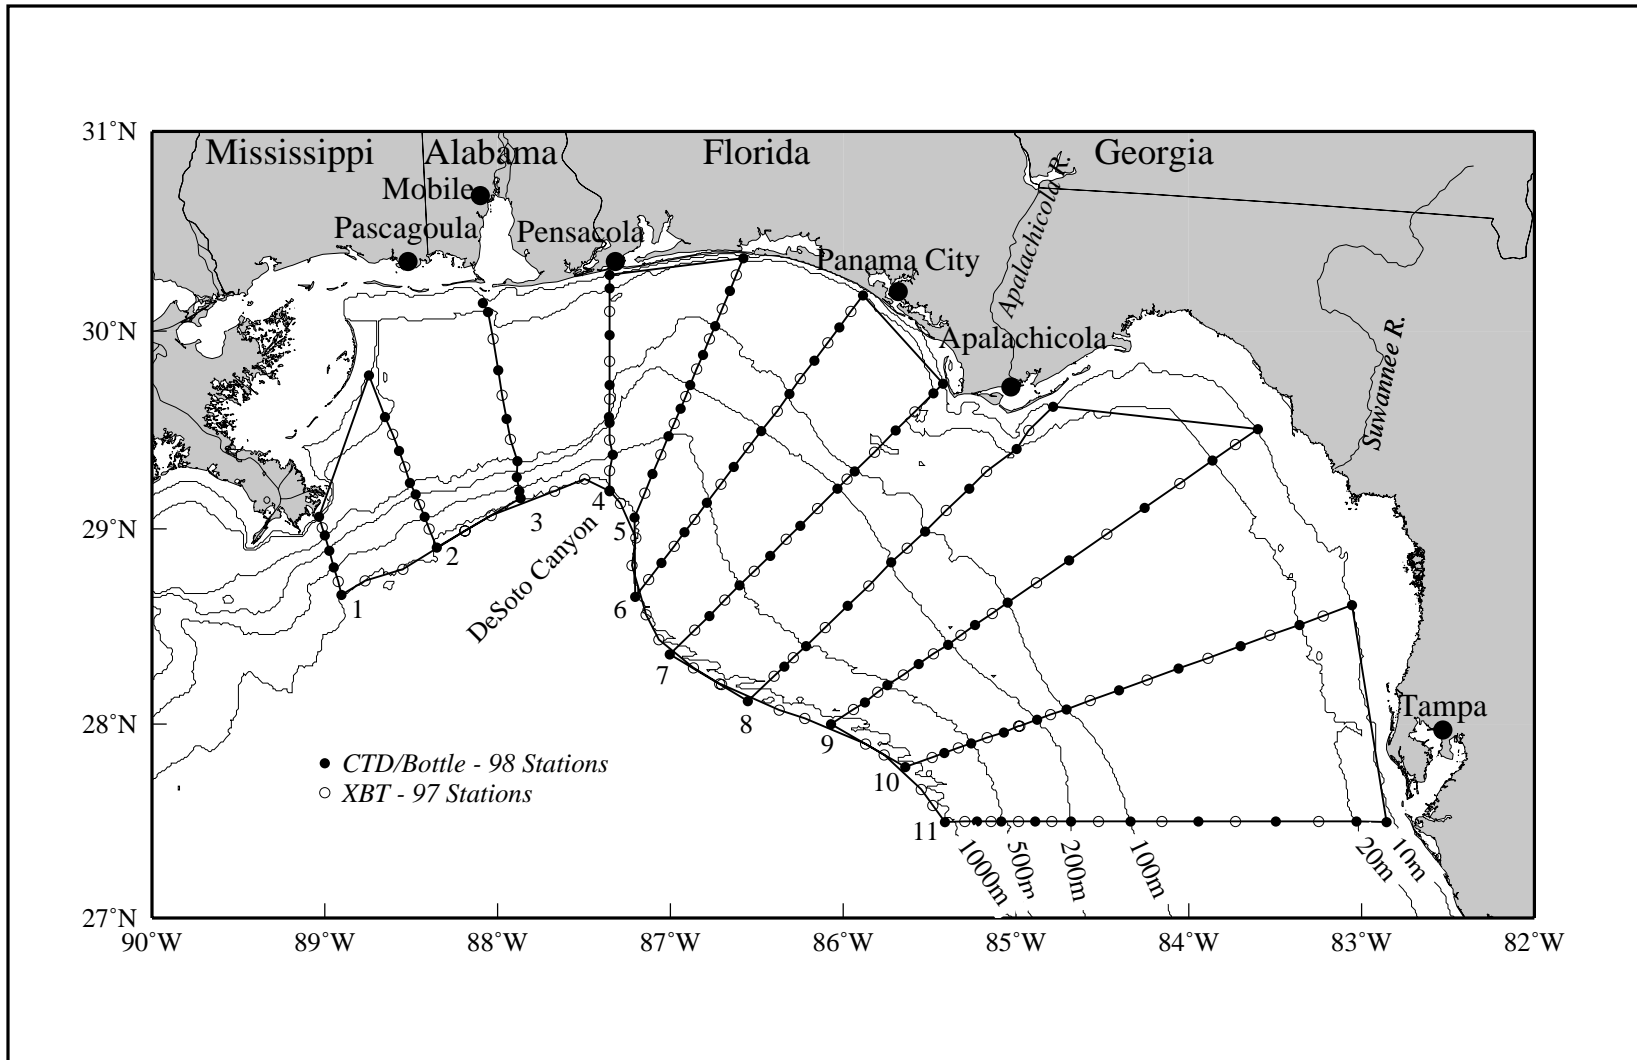 31°N
Mississippi
Alabama
Florida
Georgia
Mobile
Apalachicola R.
Pascagoula
Pensacola
Panama City
30°N
Apalachicola
Suwannee R.
29°N
1
2
3
4
5
DeSoto Canyon
6
7
8
9
10
11
28°N
Tampa
CTD/Bottle - 98 Stations
XBT - 97 Stations
1000m
500m
200m
100m
20m
10m
27°N
90°W
89°W
88°W
87°W
86°W
85°W
84°W
83°W
82°W